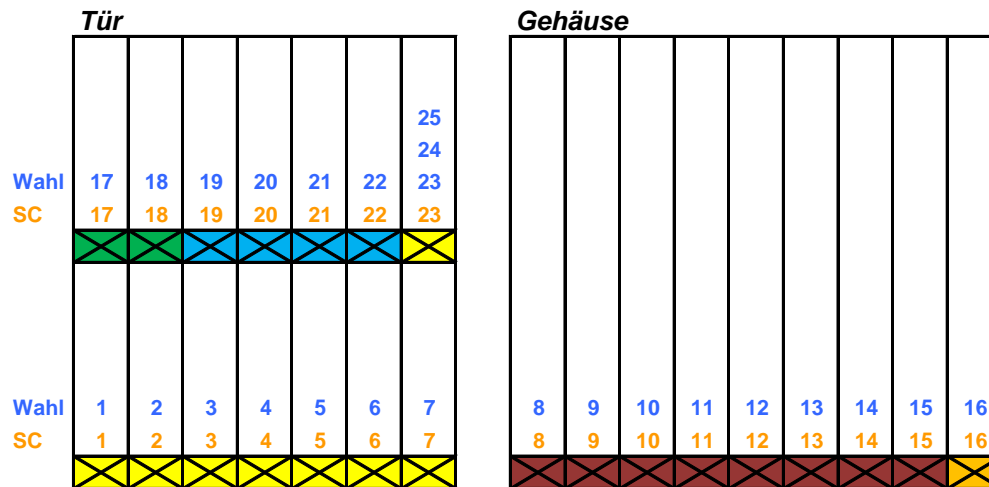 Tür Gehäuse
25
24
Wahl 17 18 19 20 21 22 23
SC 17 18 19 20 21 22 23
Wahl 1 2 3 4 5 6 7 8 9 10 11 12 13 14 15 16
SC 1 2 3 4 5 6 7 8 9 10 11 12 13 14 15 16